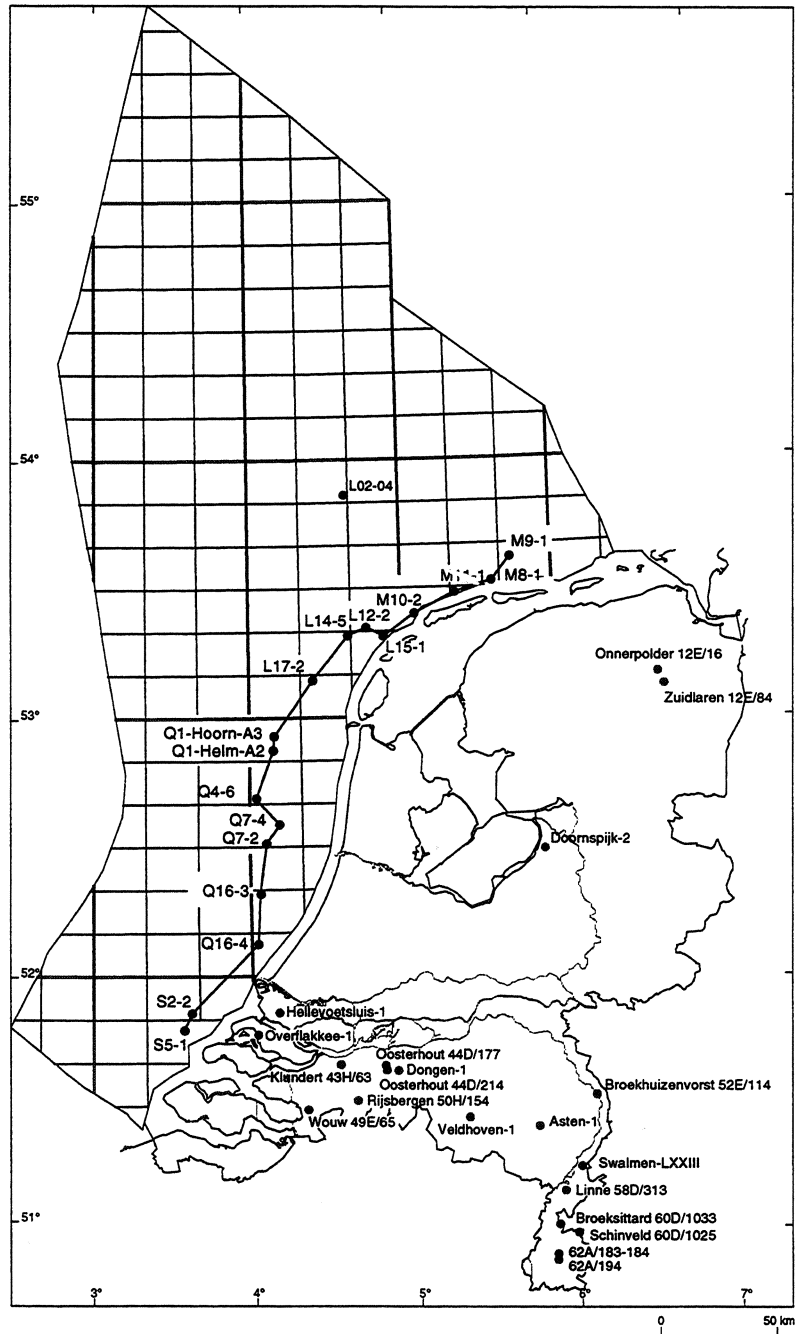 55°
54°
L02-04
M9-1
M8-1
M10-2
L12-2
L14-5
L15-1
L17-2
Onnerpolder 12E/16
Zuidlaren 12E/84
53°
Q1-Hoorn-A3
Q1-Helm-A2
Q4-6
Q7-4
Q7-2
Doornspijk-2
Q16-3
Q16-4
52°
S2-2
S5-1
Hellevoetsluis-1
Overflakkee-1
Oosterhout 44D/177
Dongen-1
Klundert 43H/63
Oosterhout 44D/214
Rijsbergen 50H/154
Broekhuizenvorst 52E/114
Wouw 49E/65
Veldhoven-1
Asten-1
Swalmen-LXXIII
Linne 58D/313
51°
Broeksittard 60D/1033
Schinveld 60D/1025
62A/183-184
62A/194
3°
4°
5°
6°
7°
0
50 km